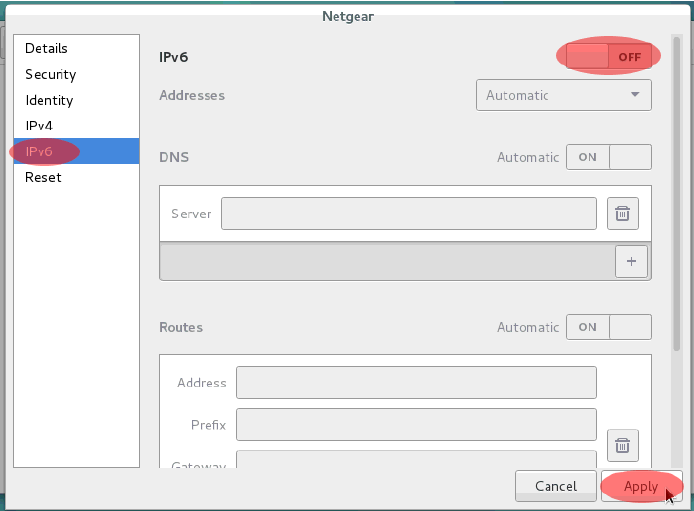 Netgear
Details
Security
Identity
IPv4
IPv6
Reset
IPv6 OFF
Addresses Automatic
DNS Automatic ON
Server
+
Routes Automatic ON
Address
Prefix
Gateway
Cancel Apply